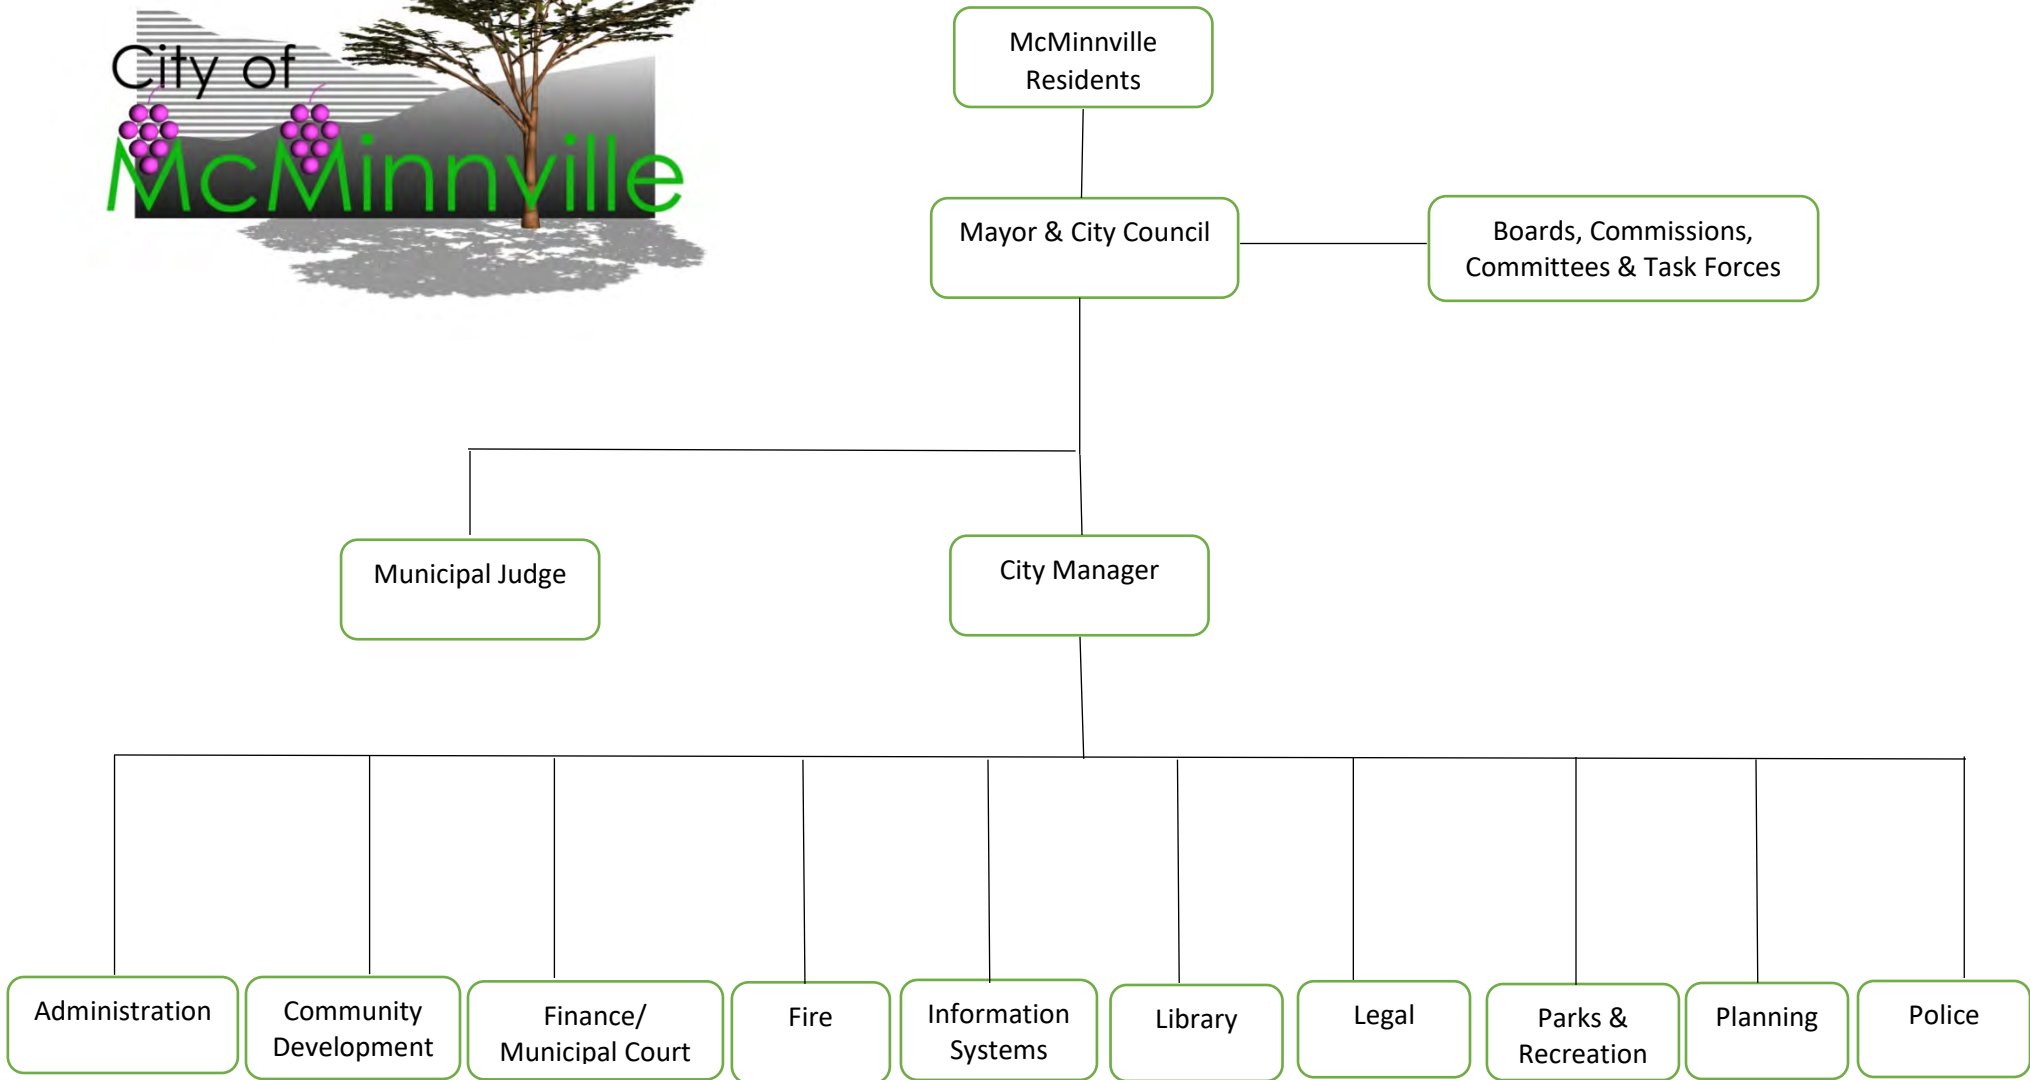 City of
McMinnville
McMinnville
Residents
Mayor & City Council
Boards, Commissions,
Committees & Task Forces
Municipal Judge
City Manager
Administration
Community
Development
Finance/
Municipal Court
Fire
Information
Systems
Library
Legal
Parks &
Recreation
Planning
Police